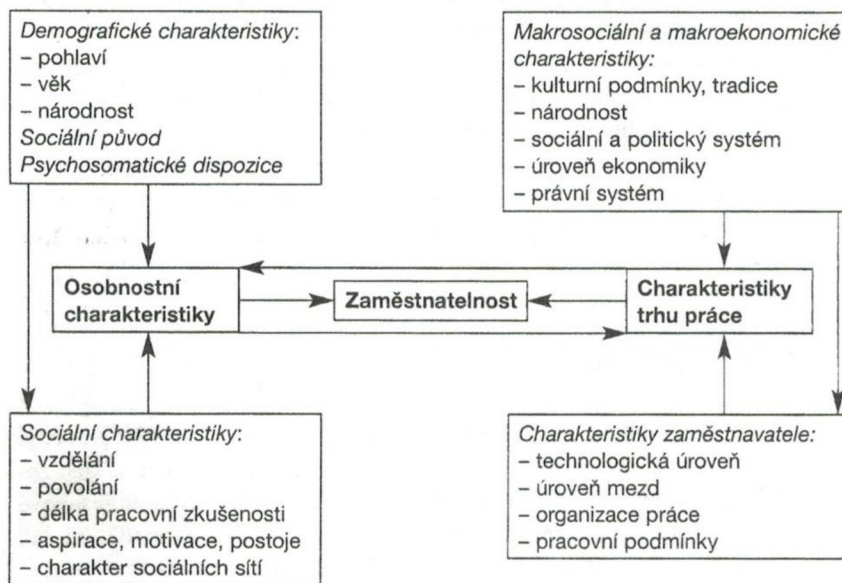 Demografické charakteristiky:
– pohlaví
– věk
– národnost
Sociální původ
Psychosomatické dispozice
Makrosociální a makroekonomické
charakteristiky:
– kulturní podmínky, tradice
– národnost
– sociální a politický systém
– úroveň ekonomiky
– právní systém
Osobnostní
charakteristiky
Zaměstnatelnost
Charakteristiky
trhu práce
Sociální charakteristiky:
– vzdělání
– povolání
– délka pracovní zkušenosti
– aspirace, motivace, postoje
– charakter sociálních sítí
Charakteristiky zaměstnavatele:
– technologická úroveň
– úroveň mezd
– organizace práce
– pracovní podmínky